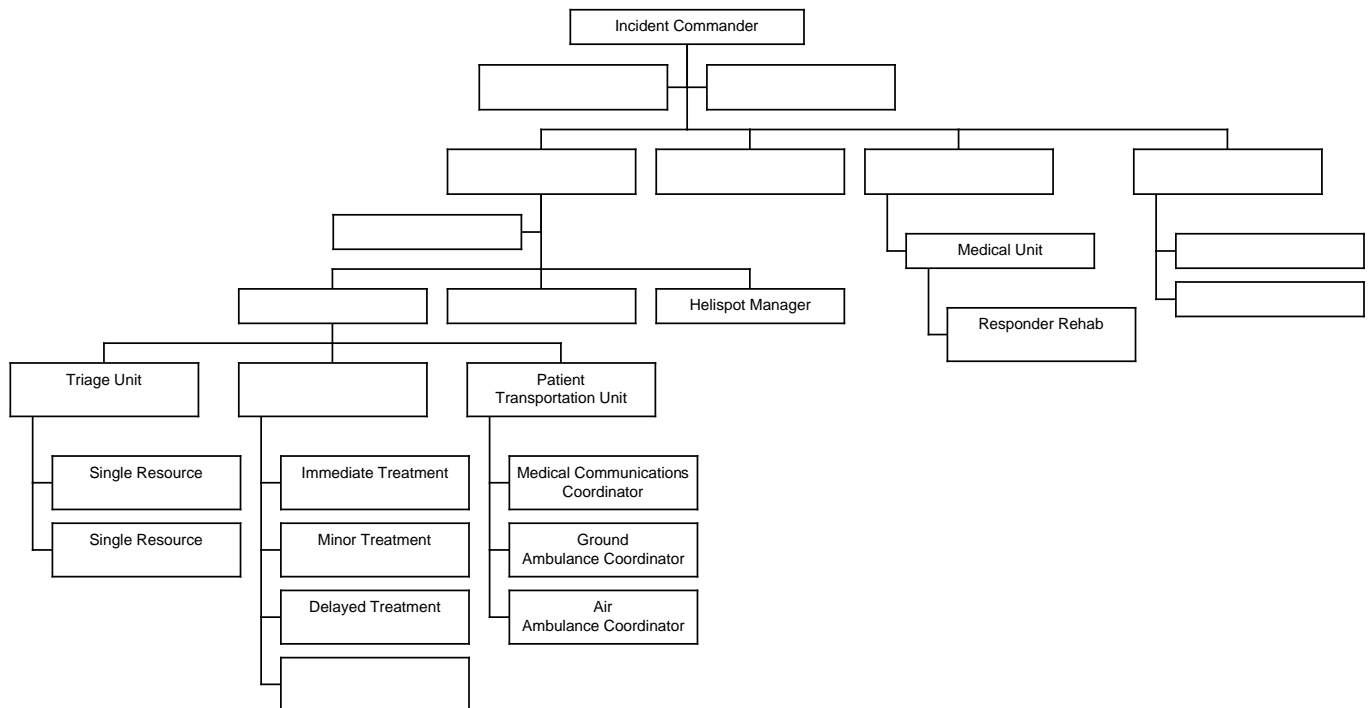 Incident Commander
Medical Unit
Helispot Manager
Responder Rehab
Triage Unit
Patient
Transportation Unit
Single Resource
Immediate Treatment
Medical Communications
Coordinator
Single Resource
Minor Treatment
Ground
Ambulance Coordinator
Delayed Treatment
Air
Ambulance Coordinator